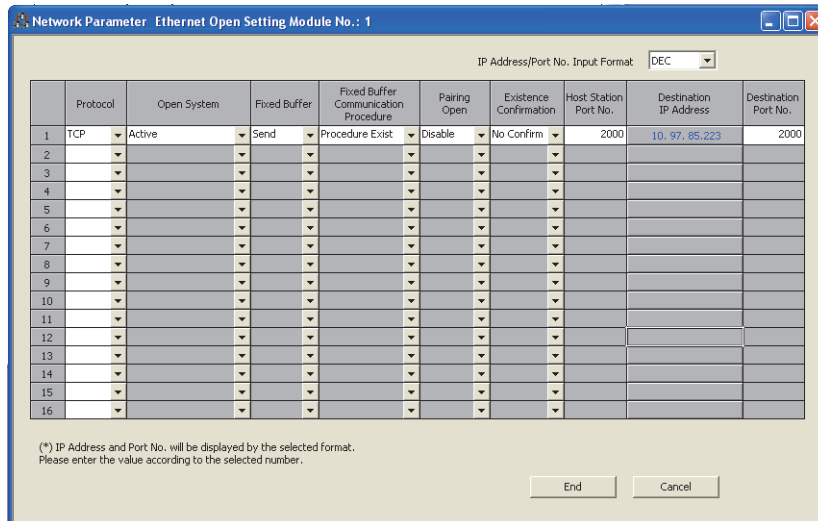 Network Parameter Ethernet Open Setting Module No.: 1
IP Address/Port No. Input Format DEC
Protocol Open System Fixed Buffer Fixed Buffer Communication Procedure Pairing Open Existence Confirmation Host Station Port No. Destination IP Address Destination Port No.
1 TCP Active Send Procedure Exist Disable No Confirm 2000 10. 97. 85.223 2000
2
3
4
5
6
7
8
9
10
11
12
13
14
15
16
(*) IP Address and Port No. will be displayed by the selected format.
Please enter the value according to the selected number.
End Cancel